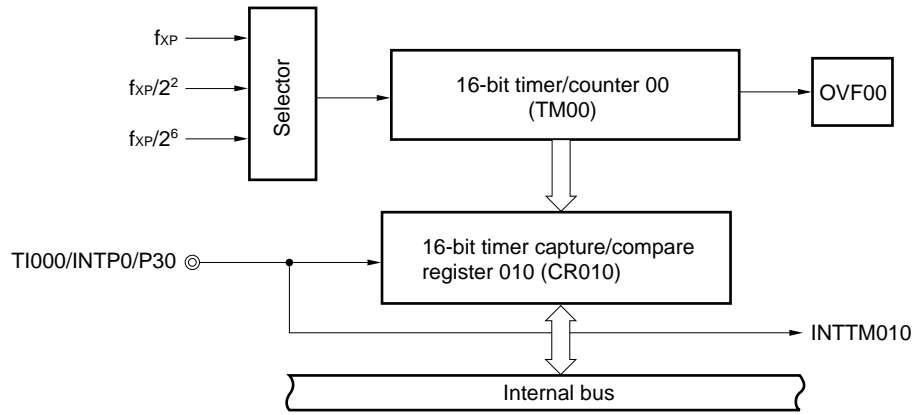 fXP
fXP/2²
fXP/2⁶
Selector
16-bit timer/counter 00
(TM00)
OVF00
16-bit timer capture/compare
register 010 (CR010)
TI000/INTP0/P30
INTTM010
Internal bus